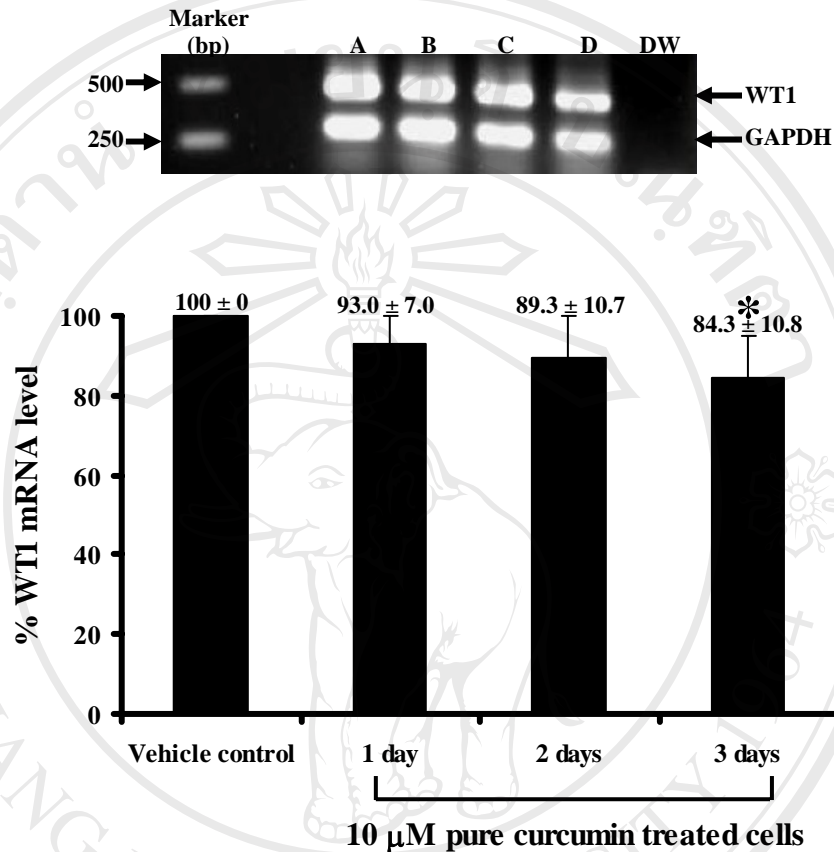 Marker
(bp)
A B C D DW
500
WT1
250
GAPDH
100 ± 0
93.0 ± 7.0
89.3 ± 10.7
*
84.3 ± 10.8
% WT1 mRNA level
100
80
60
40
20
0
Vehicle control
1 day
2 days
3 days
10 μM pure curcumin treated cells